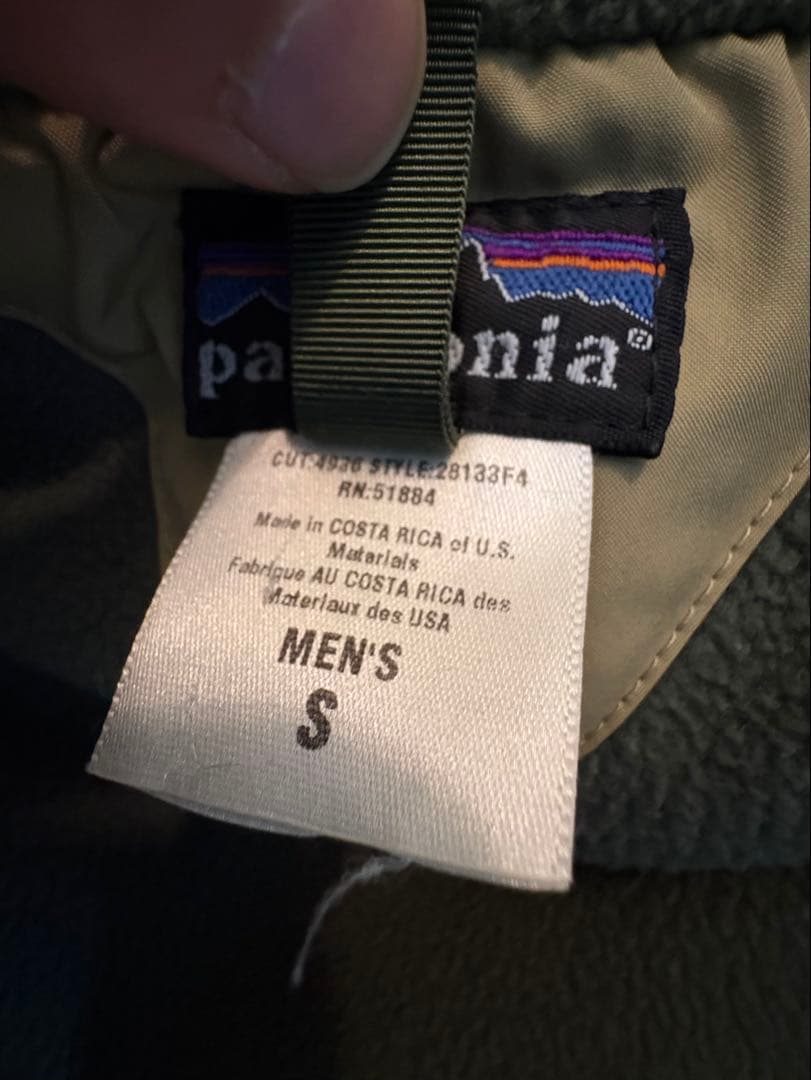 pa onia®
CUT:4936 STYLE:28133F4
RN:51884
Made in COSTA RICA of U.S.
Materials
Fabrique AU COSTA RICA des
Materiaux des USA
MEN'S
S